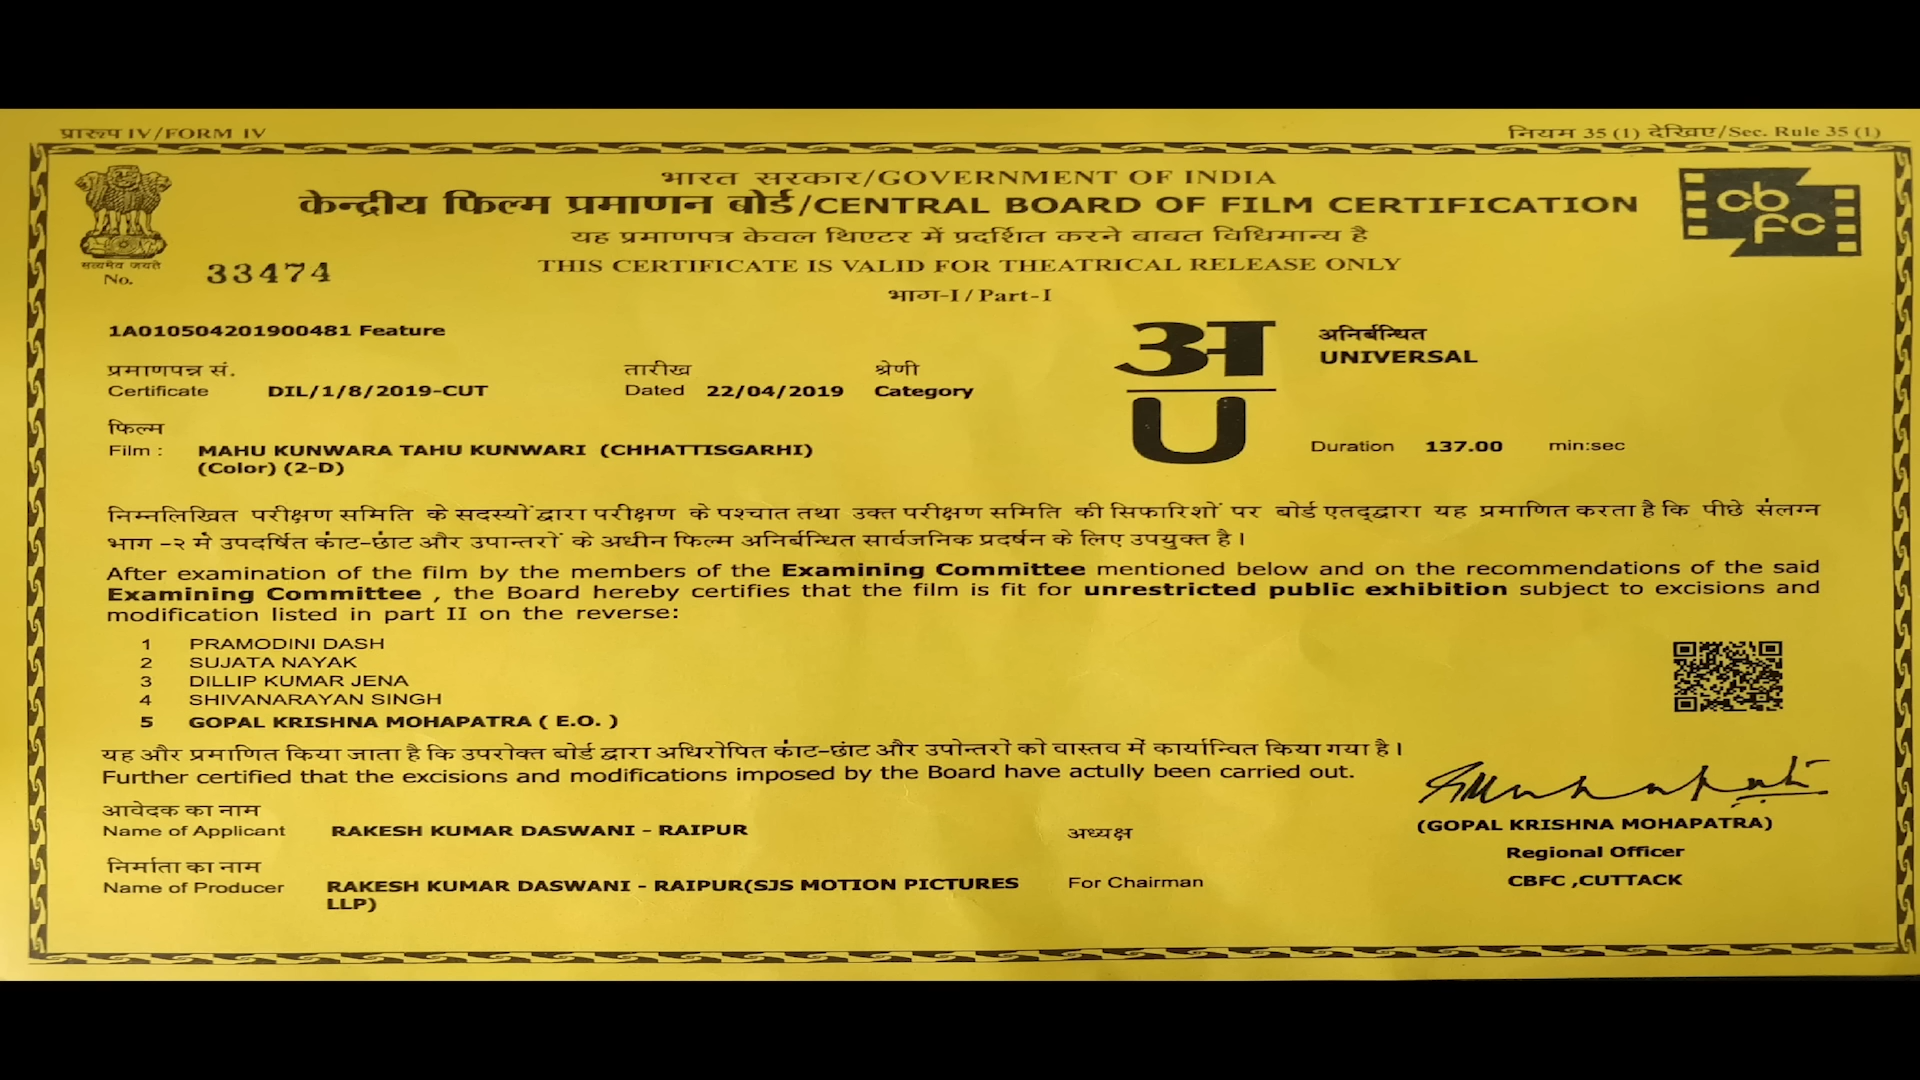 प्रारूप IV/FORM IV
नियम 35 (1) देखिए/Sec. Rule 35 (1)
भारत सरकार/GOVERNMENT OF INDIA
केन्द्रीय फिल्म प्रमाणन बोर्ड/CENTRAL BOARD OF FILM CERTIFICATION
cb
fc
यह प्रमाणपत्र केवल थिएटर में प्रदर्शित करने बाबत विधिमान्य है
सत्यमेव जयते
No. 33474
THIS CERTIFICATE IS VALID FOR THEATRICAL RELEASE ONLY
भाग-I / Part-I
1A010504201900481 Feature
अ
U
अनिर्बन्धित
UNIVERSAL
प्रमाणपत्र सं. तारीख श्रेणी
Certificate DIL/1/8/2019-CUT Dated 22/04/2019 Category
फिल्म
Film : MAHU KUNWARA TAHU KUNWARI (CHHATTISGARHI)
(Color) (2-D)
Duration 137.00 min:sec
निम्नलिखित परीक्षण समिति के सदस्यों द्वारा परीक्षण के पश्चात तथा उक्त परीक्षण समिति की सिफारिशों पर बोर्ड एतद्द्वारा यह प्रमाणित करता है कि पीछे संलग्न
भाग -२ मे उपदर्षित कांट-छांट और उपान्तरों के अधीन फिल्म अनिर्बन्धित सार्वजनिक प्रदर्षन के लिए उपयुक्त है।
After examination of the film by the members of the Examining Committee mentioned below and on the recommendations of the said
Examining Committee , the Board hereby certifies that the film is fit for unrestricted public exhibition subject to excisions and
modification listed in part II on the reverse:
1 PRAMODINI DASH
2 SUJATA NAYAK
3 DILLIP KUMAR JENA
4 SHIVANARAYAN SINGH
5 GOPAL KRISHNA MOHAPATRA ( E.O. )
यह और प्रमाणित किया जाता है कि उपरोक्त बोर्ड द्वारा अधिरोपित कांट-छांट और उपोन्तरों को वास्तव में कार्यान्वित किया गया है।
Further certified that the excisions and modifications imposed by the Board have actully been carried out.
आवेदक का नाम
Name of Applicant RAKESH KUMAR DASWANI - RAIPUR
निर्माता का नाम
Name of Producer RAKESH KUMAR DASWANI - RAIPUR(SJS MOTION PICTURES
LLP)
अध्यक्ष
For Chairman
(GOPAL KRISHNA MOHAPATRA)
Regional Officer
CBFC ,CUTTACK